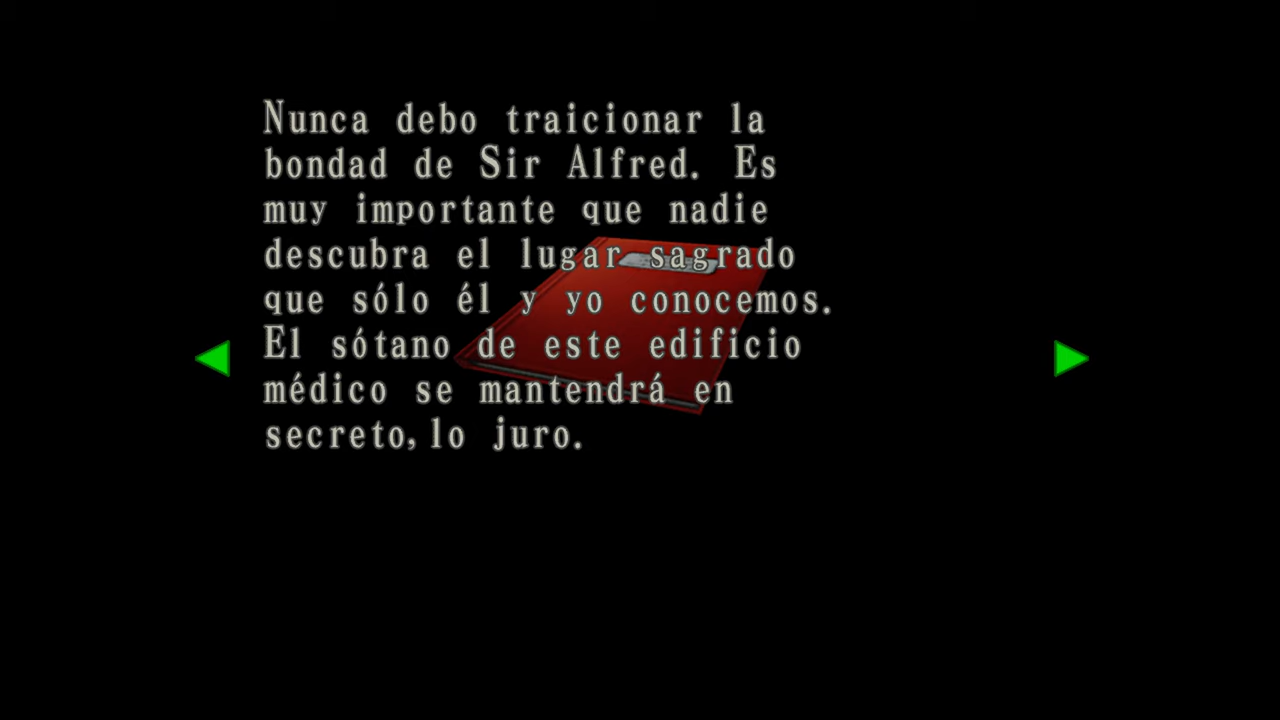 Nunca debo traicionar la
bondad de Sir Alfred. Es
muy importante que nadie
descubra el lugar sagrado
que sólo él y yo conocemos.
El sótano de este edificio
médico se mantendrá en
secreto, lo juro.